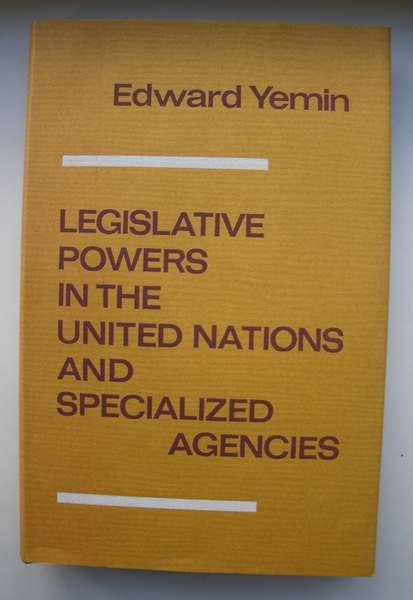 Edward Yemin
LEGISLATIVE
POWERS
IN THE
UNITED NATIONS
AND
SPECIALIZED
AGENCIES